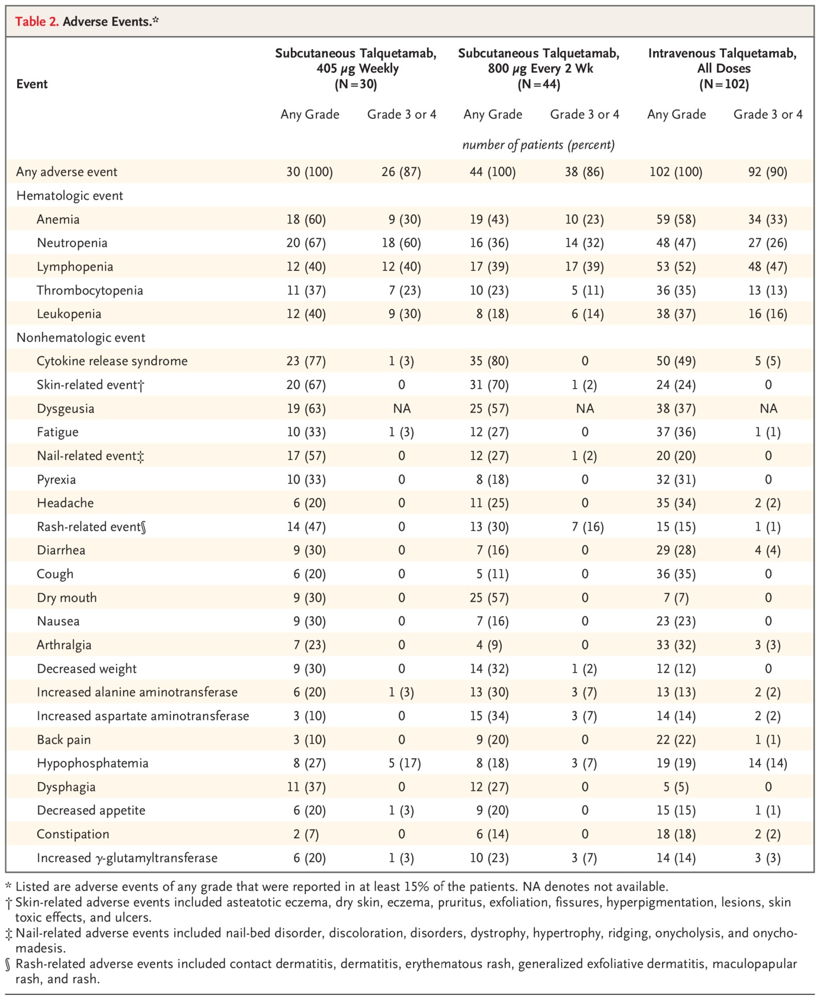 Table 2. Adverse Events.*
Event
Subcutaneous Talquetamab, 405 µg Weekly (N=30)
Subcutaneous Talquetamab, 800 µg Every 2 Wk (N=44)
Intravenous Talquetamab, All Doses (N=102)
Any Grade Grade 3 or 4 Any Grade Grade 3 or 4 Any Grade Grade 3 or 4
number of patients (percent)
Any adverse event 30 (100) 26 (87) 44 (100) 38 (86) 102 (100) 92 (90)
Hematologic event
Anemia 18 (60) 9 (30) 19 (43) 10 (23) 59 (58) 34 (33)
Neutropenia 20 (67) 18 (60) 16 (36) 14 (32) 48 (47) 27 (26)
Lymphopenia 12 (40) 12 (40) 17 (39) 17 (39) 53 (52) 48 (47)
Thrombocytopenia 11 (37) 7 (23) 10 (23) 5 (11) 36 (35) 13 (13)
Leukopenia 12 (40) 9 (30) 8 (18) 6 (14) 38 (37) 16 (16)
Nonhematologic event
Cytokine release syndrome 23 (77) 1 (3) 35 (80) 0 50 (49) 5 (5)
Skin-related event† 20 (67) 0 31 (70) 1 (2) 24 (24) 0
Dysgeusia 19 (63) NA 25 (57) NA 38 (37) NA
Fatigue 10 (33) 1 (3) 12 (27) 0 37 (36) 1 (1)
Nail-related event‡ 17 (57) 0 12 (27) 1 (2) 20 (20) 0
Pyrexia 10 (33) 0 8 (18) 0 32 (31) 0
Headache 6 (20) 0 11 (25) 0 35 (34) 2 (2)
Rash-related event§ 14 (47) 0 13 (30) 7 (16) 15 (15) 1 (1)
Diarrhea 9 (30) 0 7 (16) 0 29 (28) 4 (4)
Cough 6 (20) 0 5 (11) 0 36 (35) 0
Dry mouth 9 (30) 0 25 (57) 0 7 (7) 0
Nausea 9 (30) 0 7 (16) 0 23 (23) 0
Arthralgia 7 (23) 0 4 (9) 0 33 (32) 3 (3)
Decreased weight 9 (30) 0 14 (32) 1 (2) 12 (12) 0
Increased alanine aminotransferase 6 (20) 1 (3) 13 (30) 3 (7) 13 (13) 2 (2)
Increased aspartate aminotransferase 3 (10) 0 15 (34) 3 (7) 14 (14) 2 (2)
Back pain 3 (10) 0 9 (20) 0 22 (22) 1 (1)
Hypophosphatemia 8 (27) 5 (17) 8 (18) 3 (7) 19 (19) 14 (14)
Dysphagia 11 (37) 0 12 (27) 0 5 (5) 0
Decreased appetite 6 (20) 1 (3) 9 (20) 0 15 (15) 1 (1)
Constipation 2 (7) 0 6 (14) 0 18 (18) 2 (2)
Increased γ-glutamyltransferase 6 (20) 1 (3) 10 (23) 3 (7) 14 (14) 3 (3)
* Listed are adverse events of any grade that were reported in at least 15% of the patients. NA denotes not available.
† Skin-related adverse events included asteatotic eczema, dry skin, eczema, pruritus, exfoliation, fissures, hyperpigmentation, lesions, skin
toxic effects, and ulcers.
‡ Nail-related adverse events included nail-bed disorder, discoloration, disorders, dystrophy, hypertrophy, ridging, onycholysis, and onycho-
madesis.
§ Rash-related adverse events included contact dermatitis, dermatitis, erythematous rash, generalized exfoliative dermatitis, maculopapular
rash, and rash.